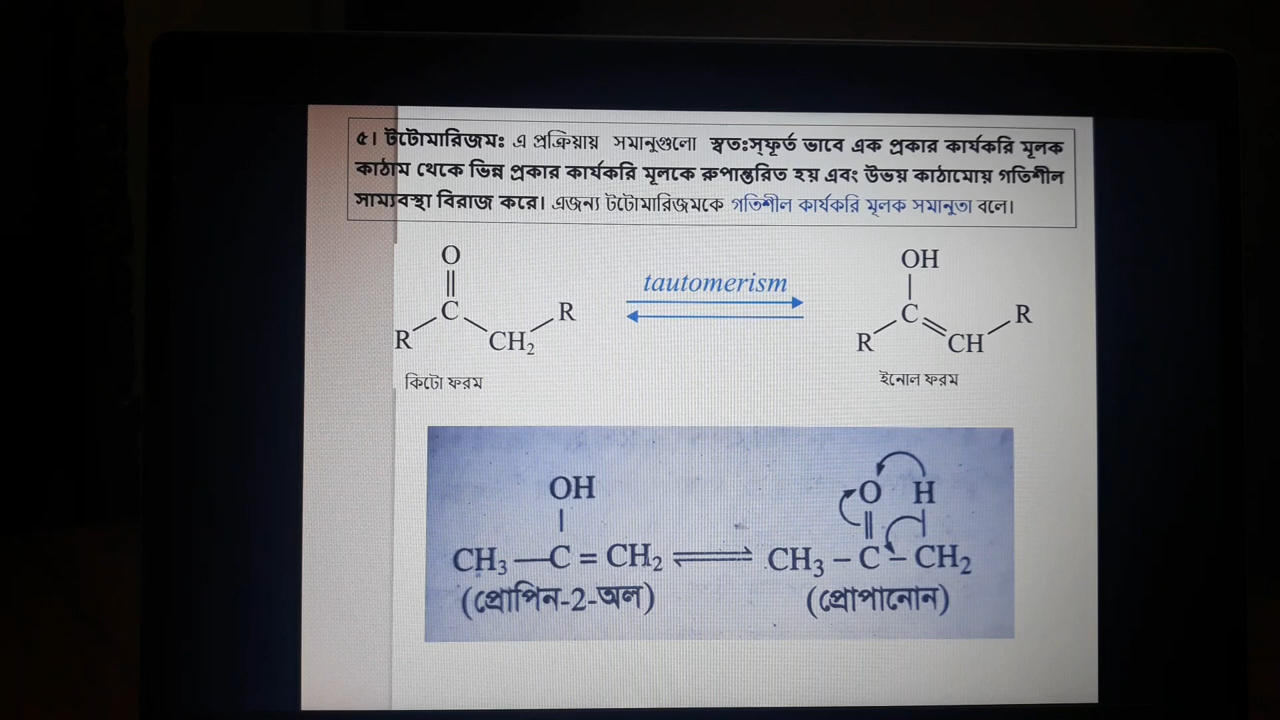 ৫। টটোমারিজমঃ এ প্রক্রিয়ায় সমানুগুলো স্বতঃস্ফূর্ত ভাবে এক প্রকার কার্যকরি মূলক
কাঠাম থেকে ভিন্ন প্রকার কার্যকরি মূলকে রুপান্তরিত হয় এবং উভয় কাঠামোয় গতিশীল
সাম্যবস্থা বিরাজ করে। এজন্য টটোমারিজমকে গতিশীল কার্যকরি মূলক সমানুতা বলে।
O
C
R
CH₂
R
কিটো ফরম
tautomerism
OH
C
R
CH
R
ইনোল ফরম
OH
CH₃—C = CH₂
(প্রোপিন-2-অল)
O H
CH₃ – C – CH₂
(প্রোপানোন)